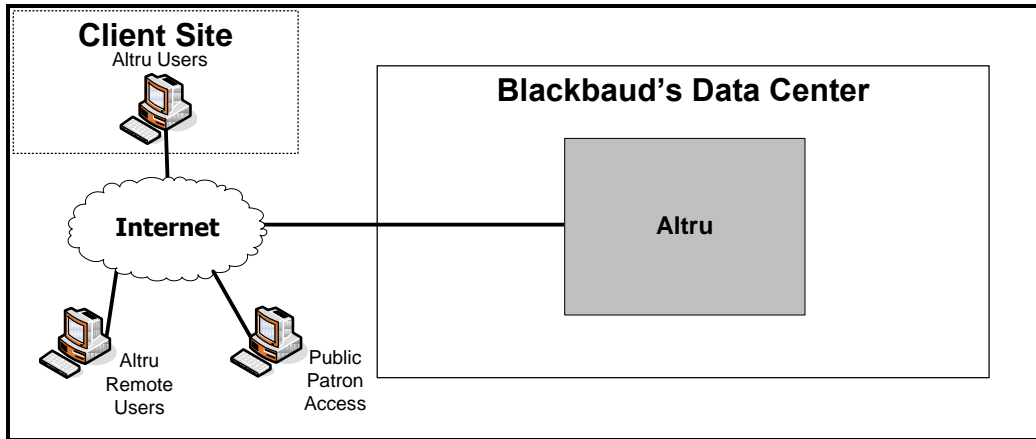 Client Site
Altru Users
Blackbaud's Data Center
Internet
Altru
Altru
Remote
Users
Public
Patron
Access